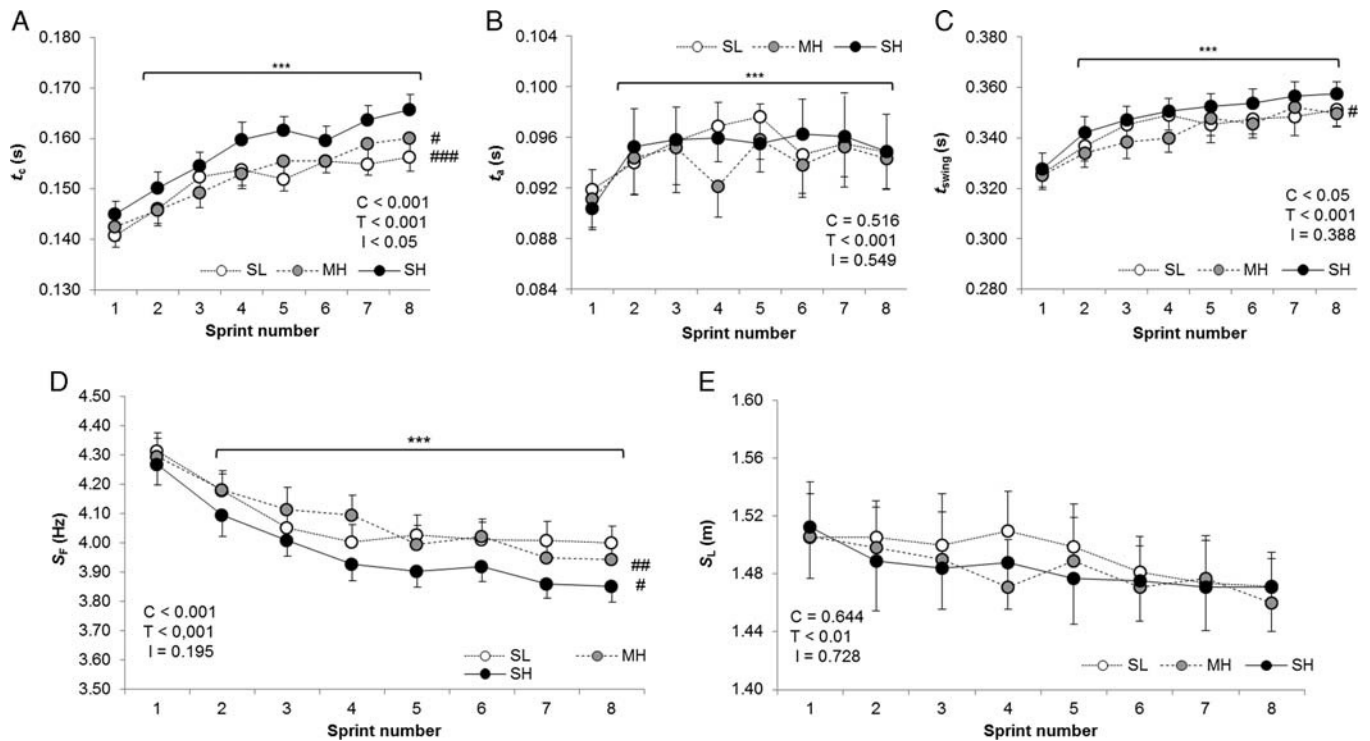 A
t_c (s)
0.180
0.170
0.160
0.150
0.140
0.130
***
#
###
C < 0.001
T < 0.001
I < 0.05
SL MH SH
1 2 3 4 5 6 7 8
Sprint number
B
t_a (s)
0.104
0.100
0.096
0.092
0.088
0.084
SL MH SH
***
C = 0.516
T < 0.001
I = 0.549
1 2 3 4 5 6 7 8
Sprint number
C
t_swing (s)
0.380
0.360
0.340
0.320
0.300
0.280
***
#
C < 0.05
T < 0.001
I = 0.388
SL MH SH
1 2 3 4 5 6 7 8
Sprint number
D
S_F (Hz)
4.50
4.40
4.30
4.20
4.10
4.00
3.90
3.80
3.70
3.60
3.50
***
##
#
C < 0.001
T < 0,001
I = 0.195
SL MH
SH
1 2 3 4 5 6 7 8
Sprint number
E
S_L (m)
1.60
1.56
1.52
1.48
1.44
1.40
C = 0.644
T < 0.01
I = 0.728
SL MH SH
1 2 3 4 5 6 7 8
Sprint number